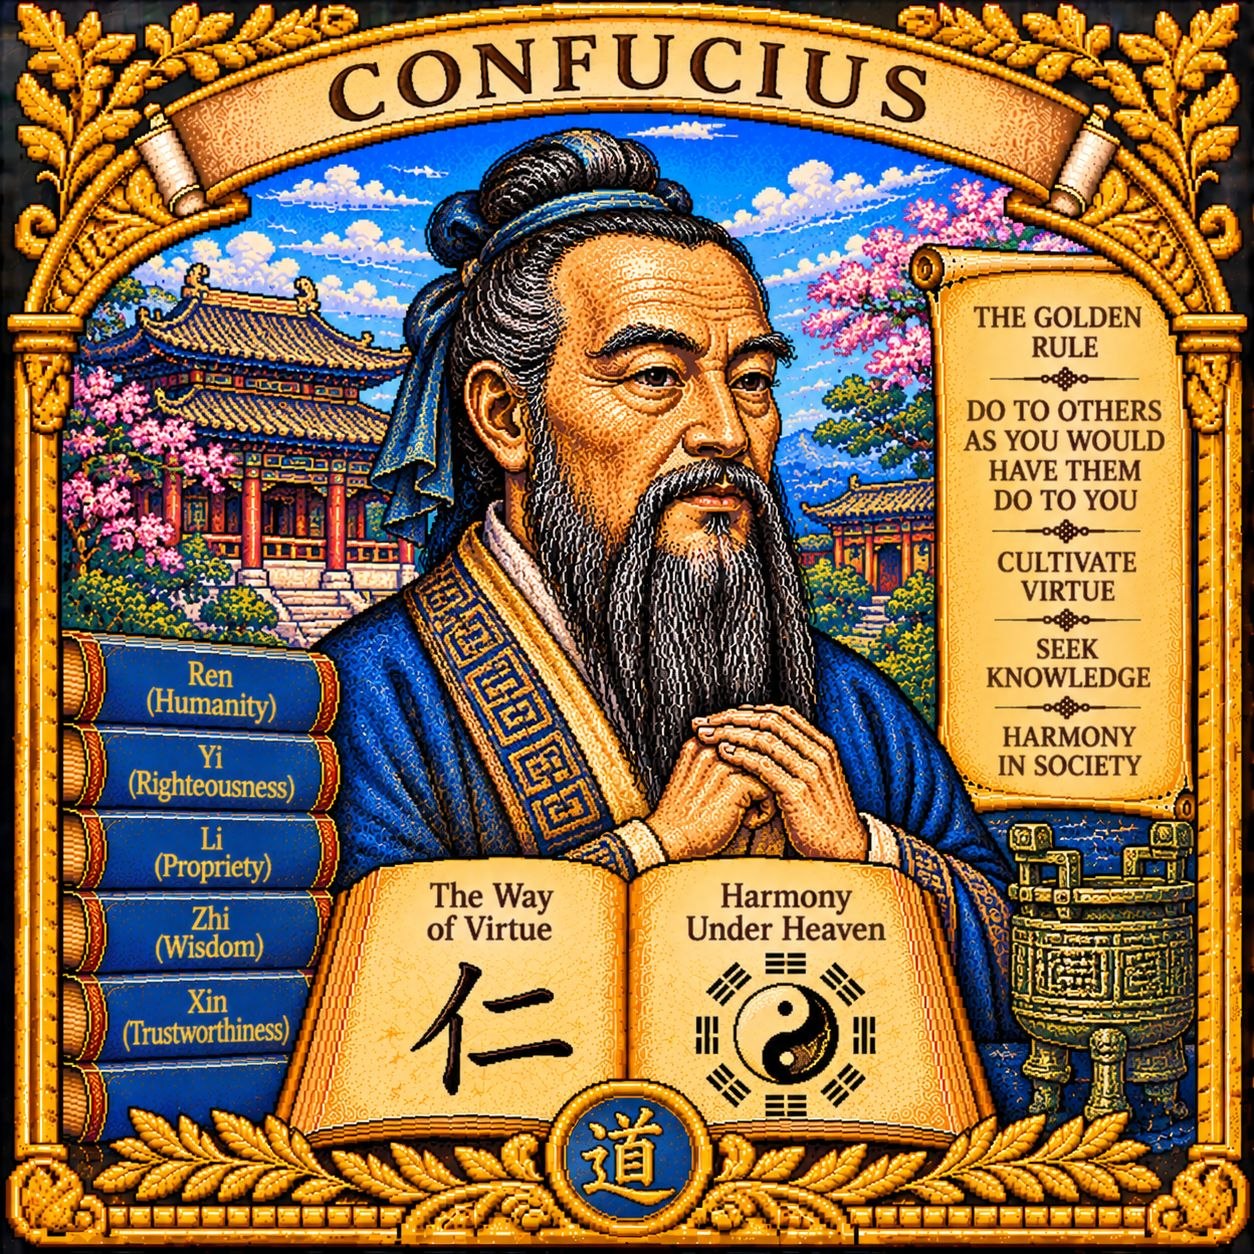 CONFUCIUS
THE GOLDEN
RULE
DO TO OTHERS
AS YOU WOULD
HAVE THEM
DO TO YOU
CULTIVATE
VIRTUE
SEEK
KNOWLEDGE
HARMONY
IN SOCIETY
Ren
(Humanity)
Yi
(Righteousness)
Li
(Propriety)
Zhi
(Wisdom)
Xin
(Trustworthiness)
The Way
of Virtue
仁
Harmony
Under Heaven
道